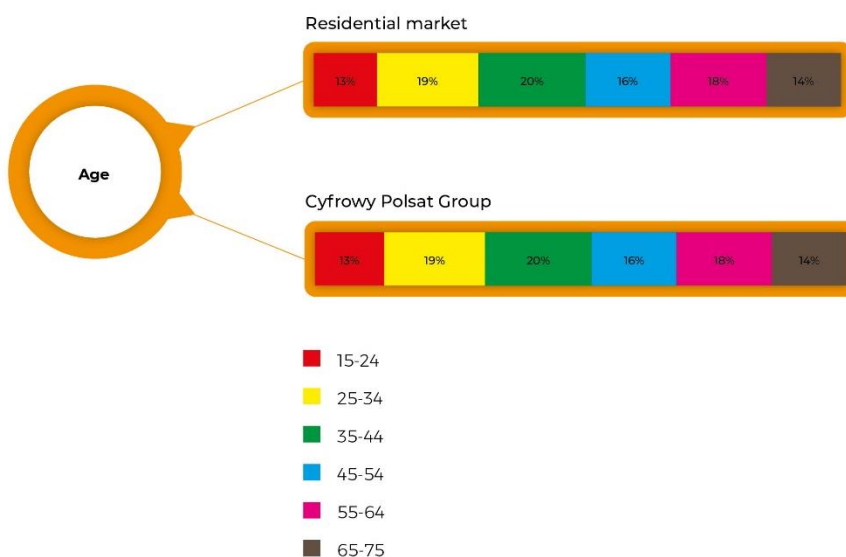 Residential market
13% 19% 20% 16% 18% 14%
Age
Cyfrowy Polsat Group
13% 19% 20% 16% 18% 14%
15-24
25-34
35-44
45-54
55-64
65-75